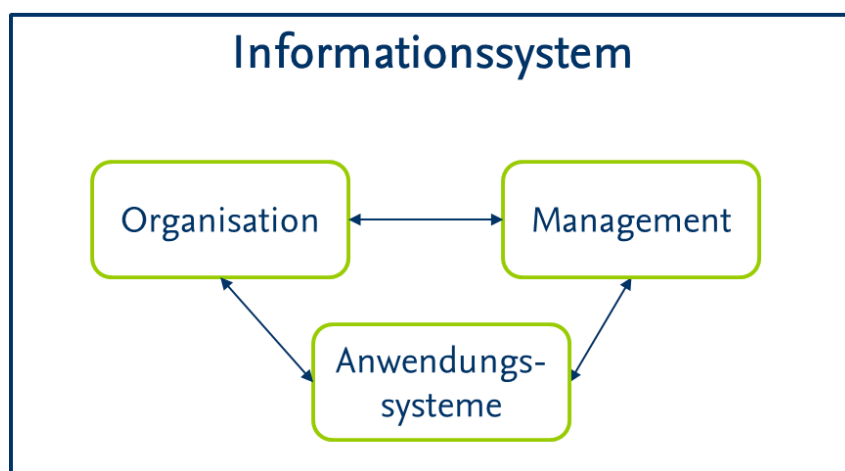 Informationssystem
Organisation
Management
Anwendungs-
systeme